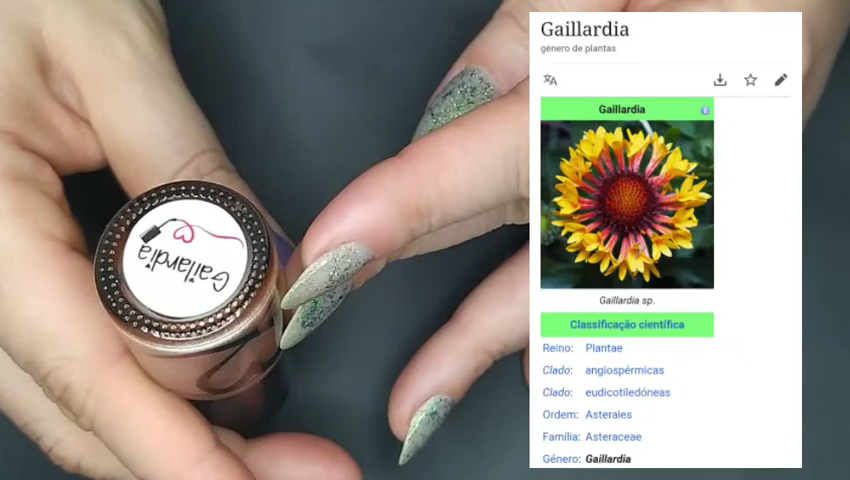 Gaillardia
Gaillardia
género de plantas
Gaillardia
Gaillardia sp.
Classificação científica
Reino: Plantae
Clado: angiospérmicas
Clado: eudicotiledóneas
Ordem: Asterales
Família: Asteraceae
Género: Gaillardia